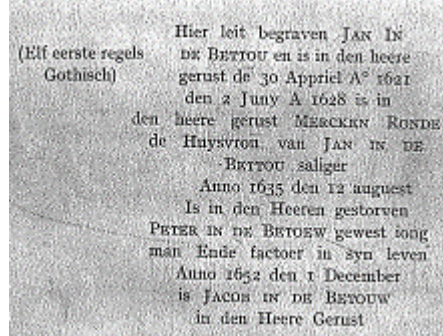 Hier leit begraven JAN IN
(Elf eerste regels
Gothisch)
DE BETTOU en is in den heere
gerust de 30 Appriel A° 1621
den 2 Juny A 1628 is in
den heere gerust MERCKEN RONDE
de Huysvrou van JAN IN DE
BETTOU saliger
Anno 1635 den 12 auguest
Is in den Heeren gestorven
PETER IN DE BETOEW gewest iong
man Ende factoer in syn leven
Anno 1652 den 1 December
is JACOB IN DE BETOUW
in den Heere Gerust